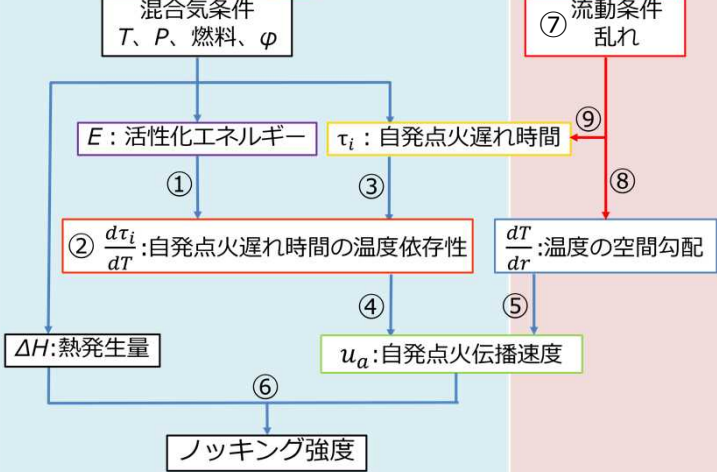 混合気条件
T、P、燃料、φ
⑦ 流動条件
乱れ
⑨
E：活性化エネルギー
τi：自発点火遅れ時間
①
③
⑧
② dτi/dT:自発点火遅れ時間の温度依存性
dT/dr:温度の空間勾配
④
⑤
ΔH:熱発生量
ua:自発点火伝播速度
⑥
ノッキング強度